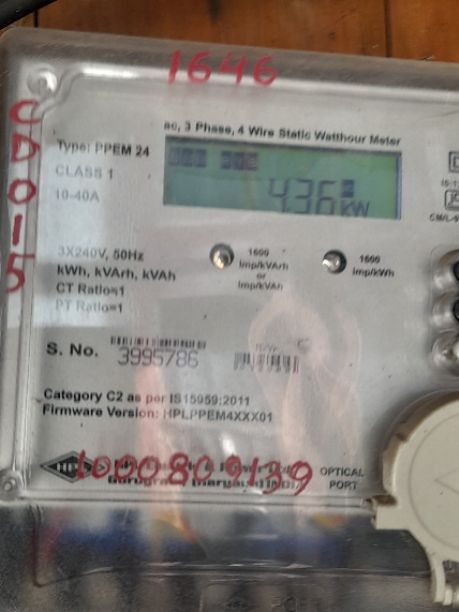 1646
CD015
ac, 3 Phase, 4 Wire Static Watthour Meter
Type: PPEM 24
CLASS 1
10-40A
4.36 kW
3X240V, 50Hz
kWh, kVArh, kVAh
CT Ratio=1
PT Ratio=1
1600
imp/kVArh
or
imp/kVAh
1600
imp/kWh
S. No. 3995786
Category C2 as per IS15959:2011
Firmware Version: HPLPPEM4XXX01
1000809139
OPTICAL
PORT